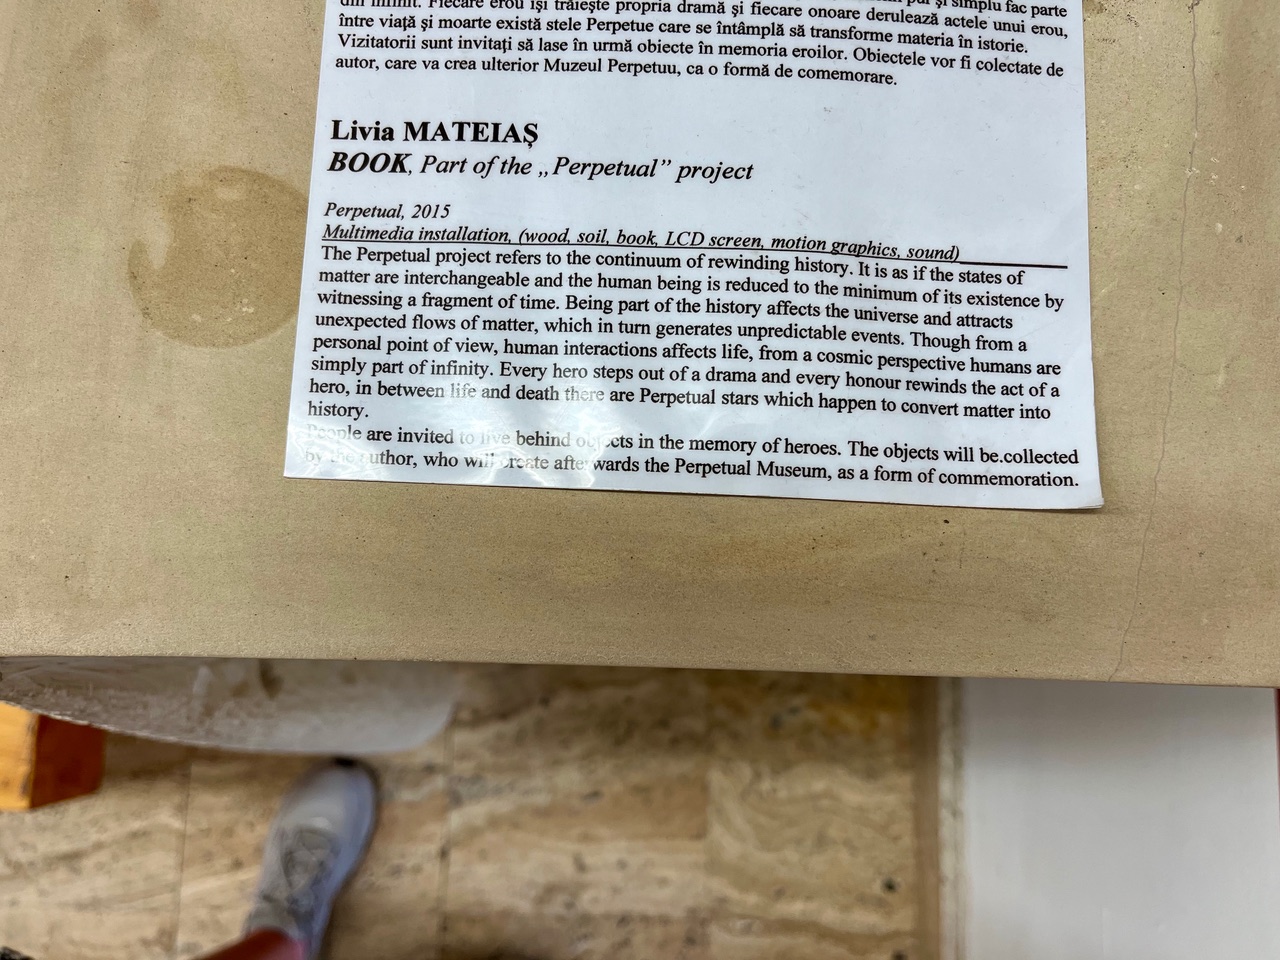 din infinit. Fiecare erou își trăiește propria dramă și fiecare onoare derulează actele unui erou,
și simplu fac parte
între viață și moarte există stele Perpetue care se întâmplă să transforme materia în istorie.
Vizitatorii sunt invitați să lase în urmă obiecte în memoria eroilor. Obiectele vor fi colectate de
autor, care va crea ulterior Muzeul Perpetuu, ca o formă de comemorare.
Livia MATEIAȘ
BOOK, Part of the „Perpetual” project
Perpetual, 2015
Multimedia installation, (wood, soil, book, LCD screen, motion graphics, sound)
The Perpetual project refers to the continuum of rewinding history. It is as if the states of
matter are interchangeable and the human being is reduced to the minimum of its existence by
witnessing a fragment of time. Being part of the history affects the universe and attracts
unexpected flows of matter, which in turn generates unpredictable events. Though from a
personal point of view, human interactions affects life, from a cosmic perspective humans are
simply part of infinity. Every hero steps out of a drama and every honour rewinds the act of a
hero, in between life and death there are Perpetual stars which happen to convert matter into
history.
People are invited to live behind objects in the memory of heroes. The objects will be.collected
by the author, who will create afterwards the Perpetual Museum, as a form of commemoration.